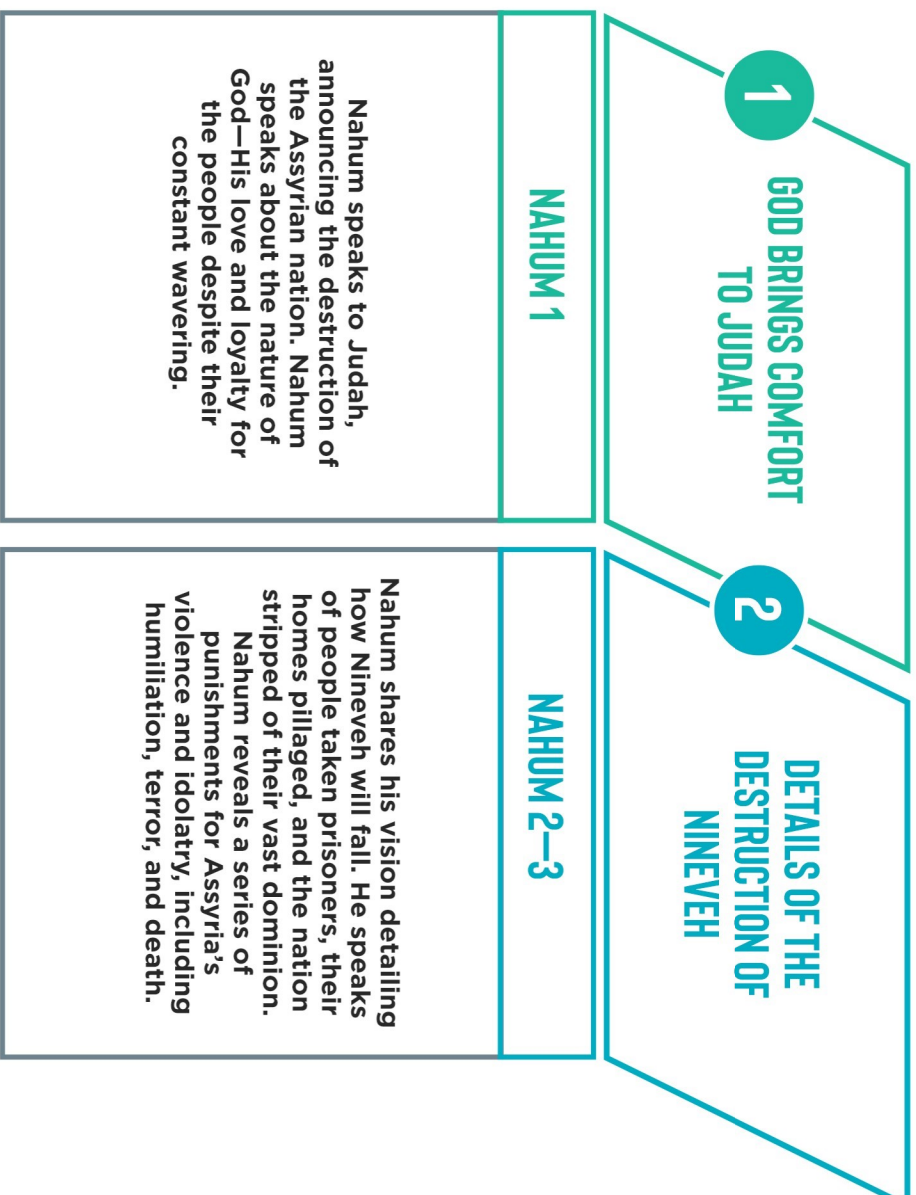 1
GOD BRINGS COMFORT
TO JUDAH
NAHUM 1
Nahum speaks to Judah,
announcing the destruction of
the Assyrian nation. Nahum
speaks about the nature of
God—His love and loyalty for
the people despite their
constant wavering.
2
DETAILS OF THE
DESTRUCTION OF
NINEVEH
NAHUM 2—3
Nahum shares his vision detailing
how Nineveh will fall. He speaks
of people taken prisoners, their
homes pillaged, and the nation
stripped of their vast dominion.
Nahum reveals a series of
punishments for Assyria’s
violence and idolatry, including
humiliation, terror, and death.